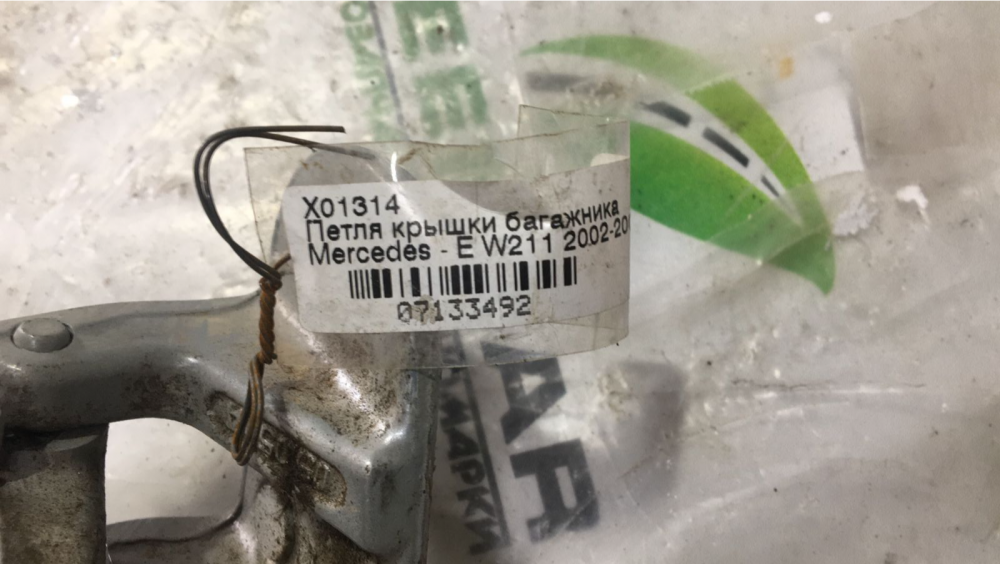 X01314
Петля крышки багажника
Mercedes - E W211 2002-20
07133492